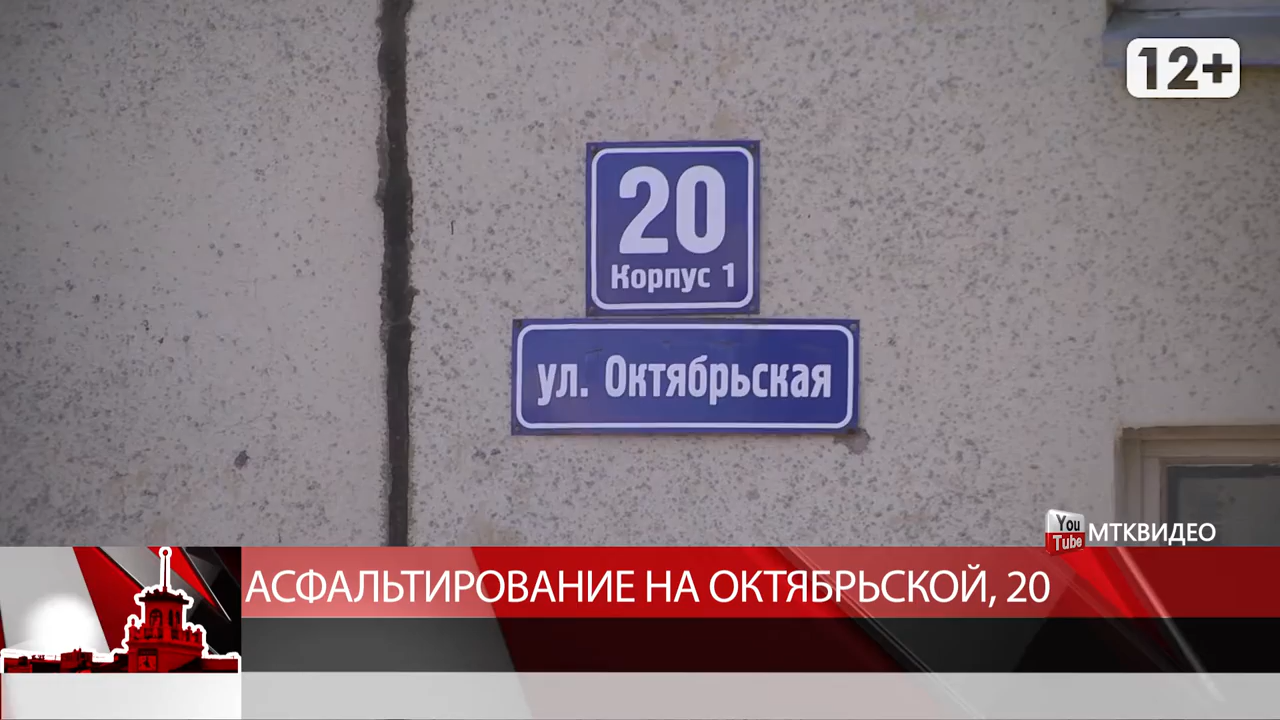 12+
20
Корпус 1
ул. Октябрьская
You
Tube
МТКВИДЕО
АСФАЛЬТИРОВАНИЕ НА ОКТЯБРЬСКОЙ, 20